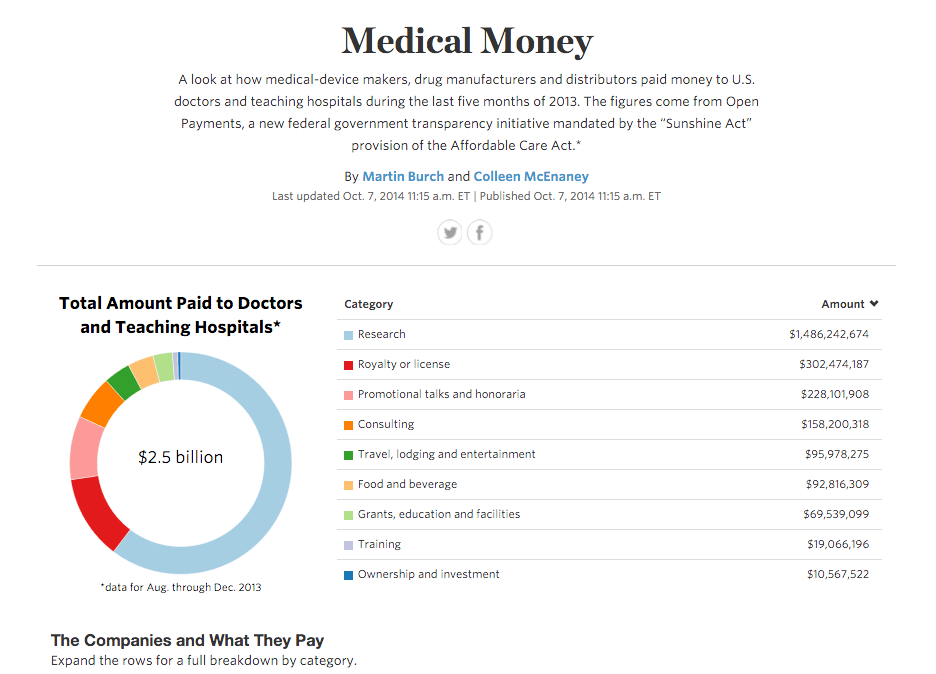 Medical Money
A look at how medical-device makers, drug manufacturers and distributors paid money to U.S.
doctors and teaching hospitals during the last five months of 2013. The figures come from Open
Payments, a new federal government transparency initiative mandated by the “Sunshine Act”
provision of the Affordable Care Act.*
By Martin Burch and Colleen McEnaney
Last updated Oct. 7, 2014 11:15 a.m. ET | Published Oct. 7, 2014 11:15 a.m. ET
Total Amount Paid to Doctors
and Teaching Hospitals*
$2.5 billion
*data for Aug. through Dec. 2013
Category Amount
Research $1,486,242,674
Royalty or license $302,474,187
Promotional talks and honoraria $228,101,908
Consulting $158,200,318
Travel, lodging and entertainment $95,978,275
Food and beverage $92,816,309
Grants, education and facilities $69,539,099
Training $19,066,196
Ownership and investment $10,567,522
The Companies and What They Pay
Expand the rows for a full breakdown by category.